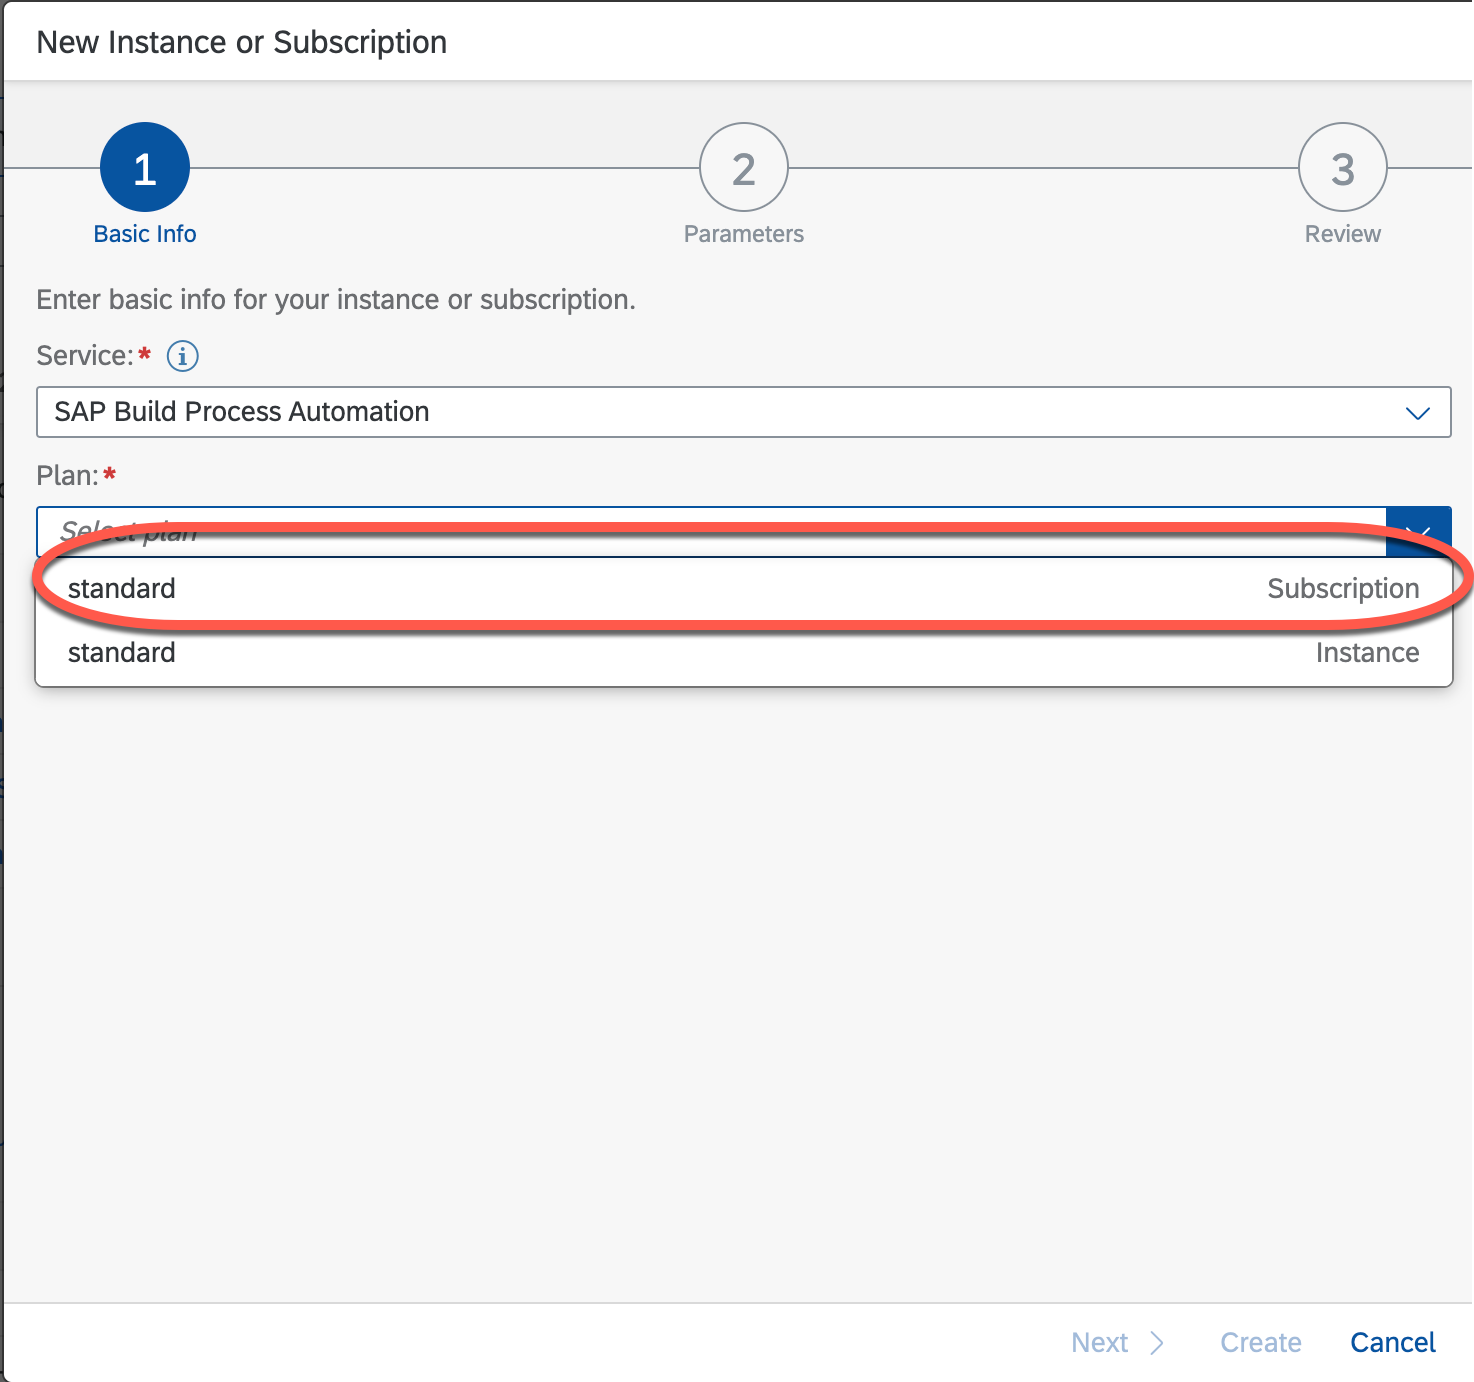 New Instance or Subscription
1 2 3
Basic Info Parameters Review
Enter basic info for your instance or subscription.
Service:*
SAP Build Process Automation
Plan:*
Select plan
standard Subscription
standard Instance
Next Create Cancel